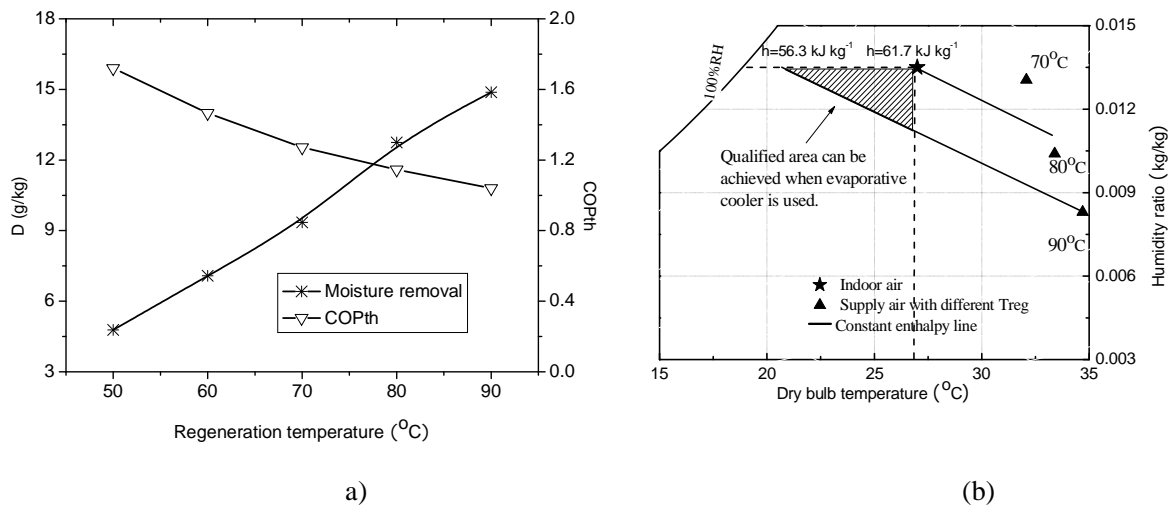 18
15
12
9
6
3
D (g/kg)
2.0
1.6
1.2
0.8
0.4
0.0
COPth
Moisture removal
COPth
50 60 70 80 90
Regeneration temperature (°C)
a)
h=56.3 kJ kg⁻¹ h=61.7 kJ kg⁻¹
100%RH
70°C
80°C
90°C
Qualified area can be
achieved when evaporative
cooler is used.
Indoor air
Supply air with different Treg
Constant enthalpy line
0.015
0.012
0.009
0.006
0.003
Humidity ratio (kg/kg)
15 20 25 30 35
Dry bulb temperature (°C)
(b)